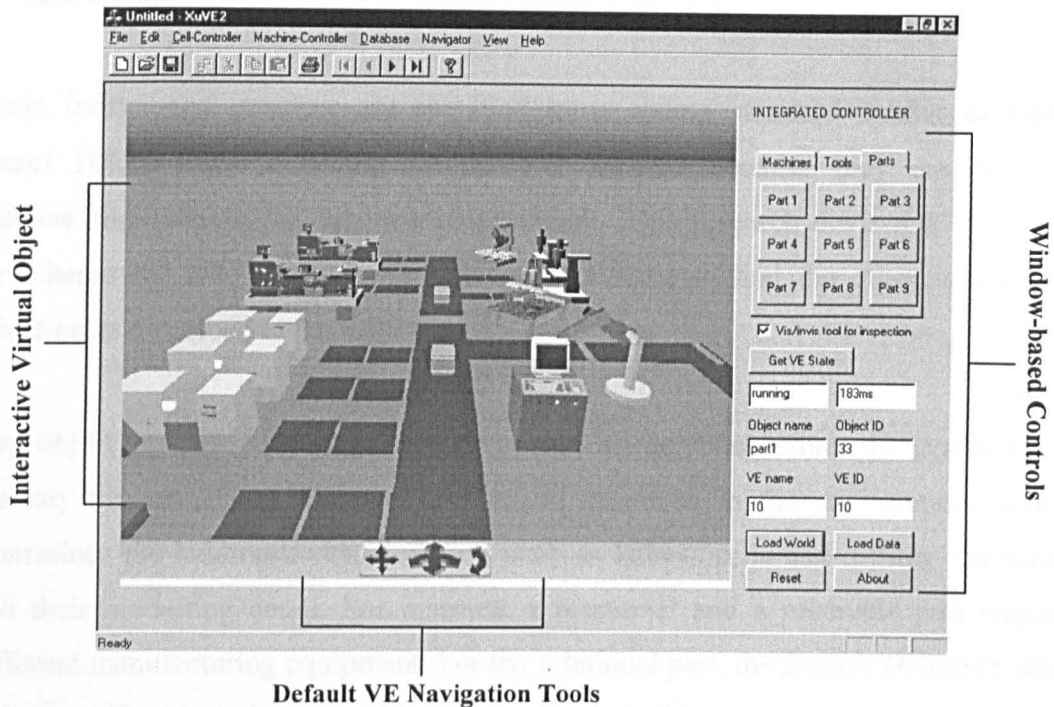 Untitled - XuVE2
File Edit Cell-Controller Machine-Controller Database Navigator View Help
INTEGRATED CONTROLLER
Machines Tools Parts
Part 1 Part 2 Part 3
Part 4 Part 5 Part 6
Part 7 Part 8 Part 9
Vis/invis tool for inspection
Get VE State
running 183ms
Object name Object ID
part1 33
VE name VE ID
10 10
Load World Load Data
Reset About
Ready
Interactive Virtual Object
Window-based Controls
Default VE Navigation Tools